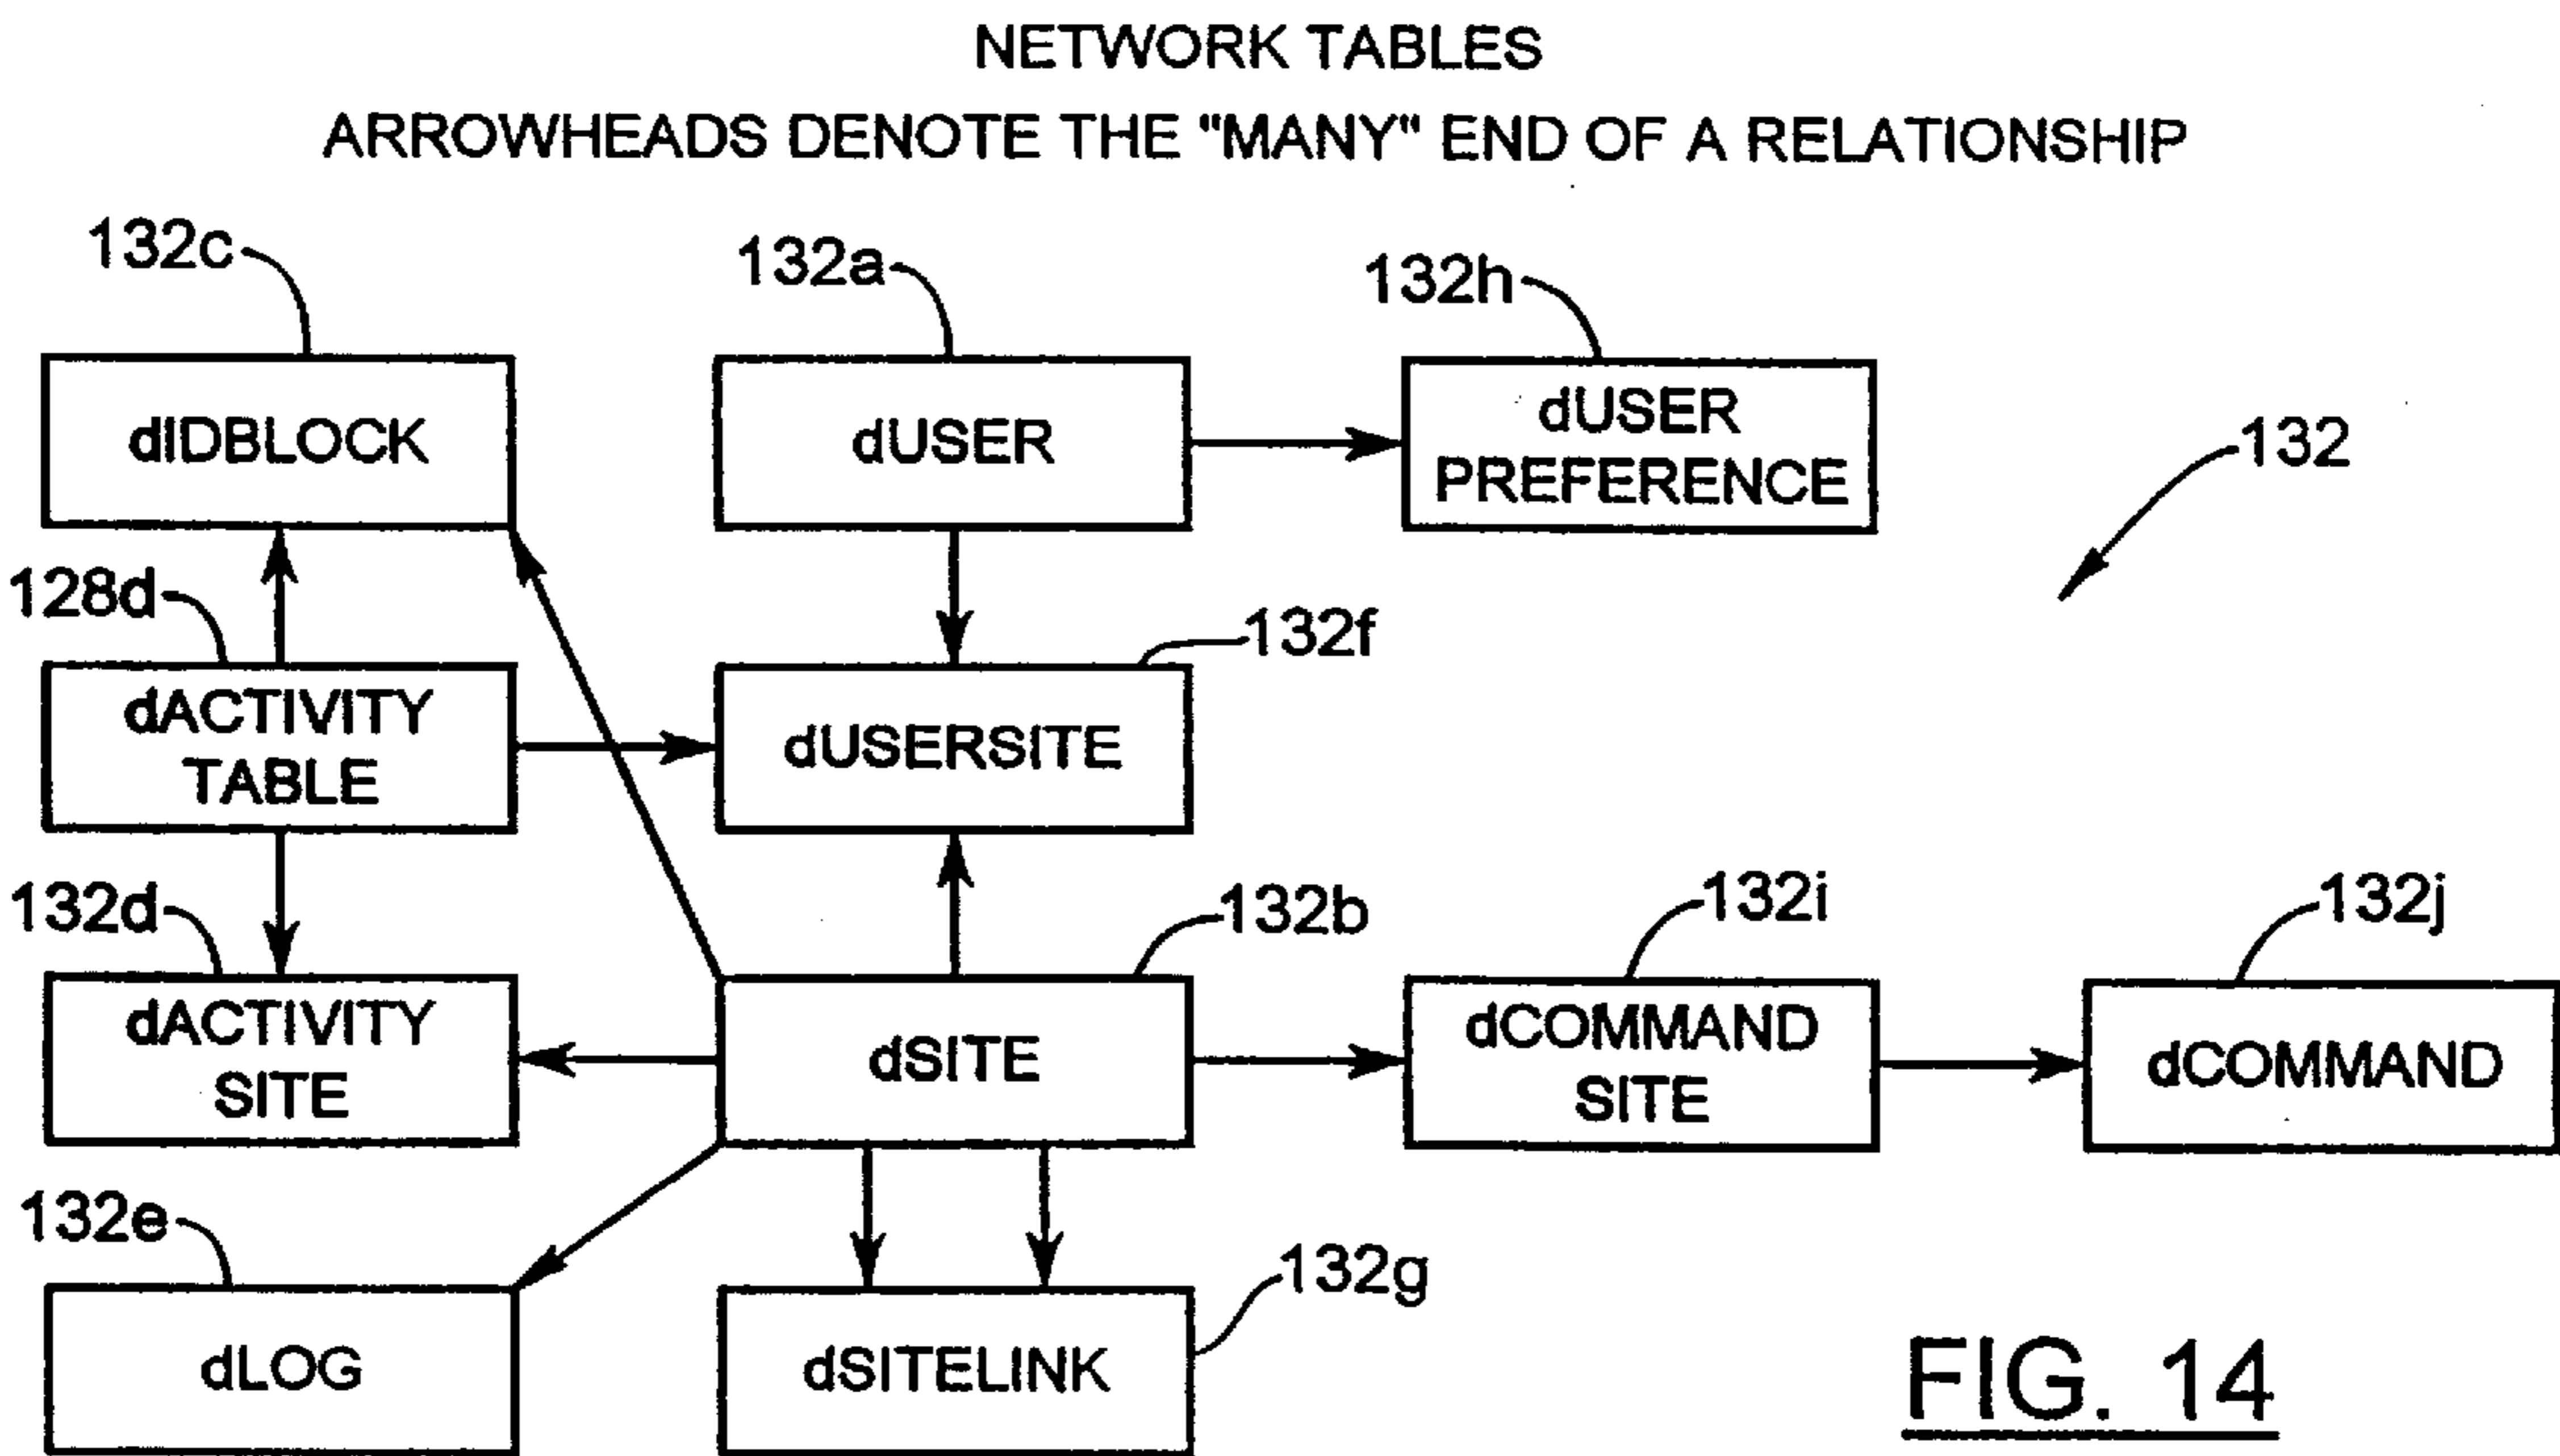 NETWORK TABLES
ARROWHEADS DENOTE THE "MANY" END OF A RELATIONSHIP
132c
132a
132h
dIDBLOCK
dUSER
dUSER
PREFERENCE
132
128d
132f
dACTIVITY
TABLE
dUSERSITE
132d
132b
132i
132j
dACTIVITY
SITE
dSITE
dCOMMAND
SITE
dCOMMAND
132e
132g
dLOG
dSITELINK
FIG. 14